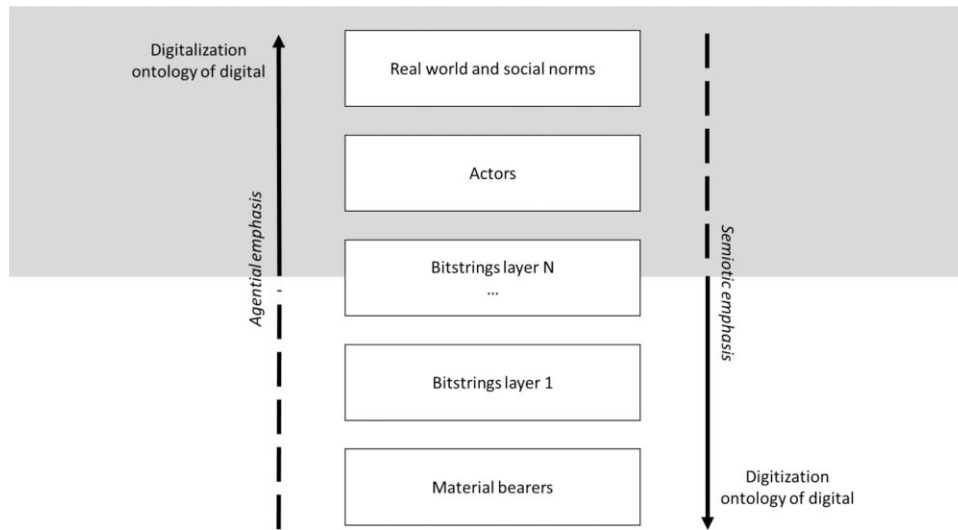 Digitalization
ontology of digital
Real world and social norms
Actors
Agential emphasis
Semiotic emphasis
Bitstrings layer N
...
Bitstrings layer 1
Material bearers
Digitization
ontology of digital